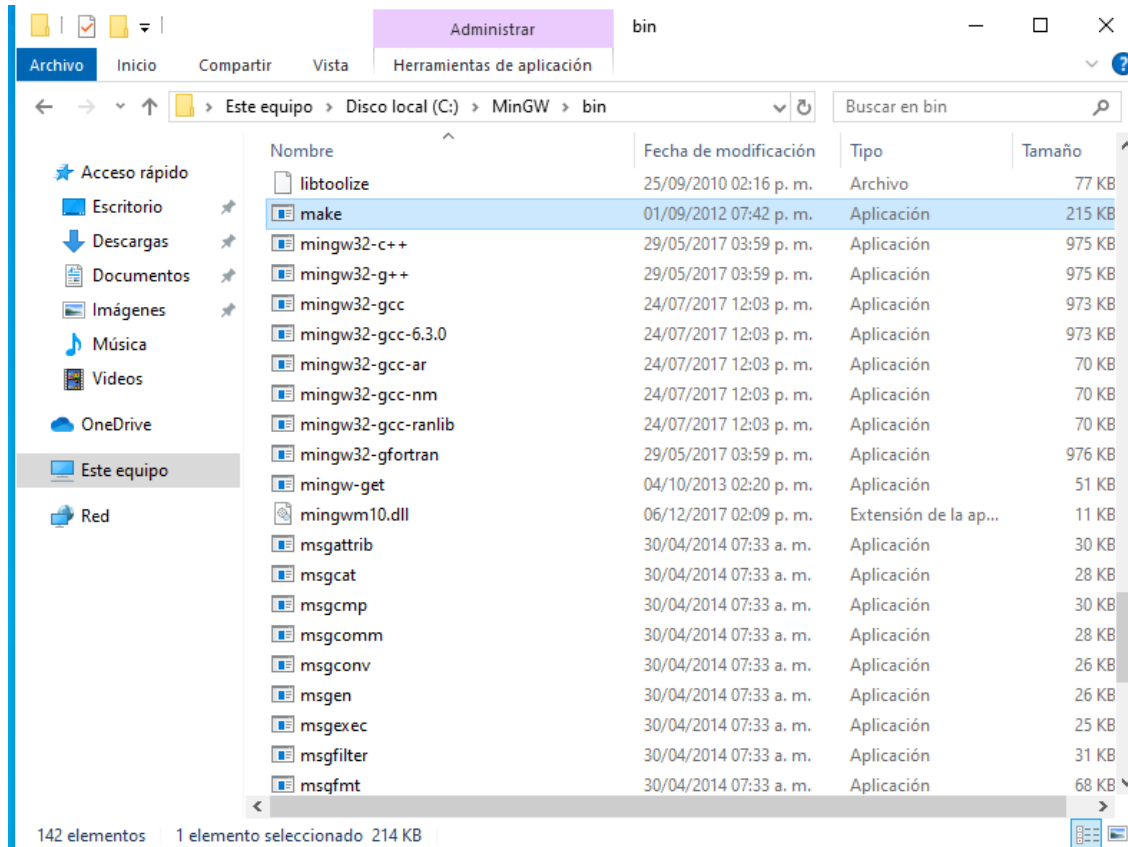 Administrar bin
Archivo Inicio Compartir Vista Herramientas de aplicación ?
Este equipo > Disco local (C:) > MinGW > bin Buscar en bin
Nombre Fecha de modificación Tipo Tamaño
Acceso rápido
Escritorio
Descargas
Documentos
Imágenes
Música
Videos
OneDrive
Este equipo
Red
libtoolize 25/09/2010 02:16 p. m. Archivo 77 KB
make 01/09/2012 07:42 p. m. Aplicación 215 KB
mingw32-c++ 29/05/2017 03:59 p. m. Aplicación 975 KB
mingw32-g++ 29/05/2017 03:59 p. m. Aplicación 975 KB
mingw32-gcc 24/07/2017 12:03 p. m. Aplicación 973 KB
mingw32-gcc-6.3.0 24/07/2017 12:03 p. m. Aplicación 973 KB
mingw32-gcc-ar 24/07/2017 12:03 p. m. Aplicación 70 KB
mingw32-gcc-nm 24/07/2017 12:03 p. m. Aplicación 70 KB
mingw32-gcc-ranlib 24/07/2017 12:03 p. m. Aplicación 70 KB
mingw32-gfortran 29/05/2017 03:59 p. m. Aplicación 976 KB
mingw-get 04/10/2013 02:20 p. m. Aplicación 51 KB
mingwm10.dll 06/12/2017 02:09 p. m. Extensión de la ap... 11 KB
msgattrib 30/04/2014 07:33 a. m. Aplicación 30 KB
msgcat 30/04/2014 07:33 a. m. Aplicación 28 KB
msgcmp 30/04/2014 07:33 a. m. Aplicación 30 KB
msgcomm 30/04/2014 07:33 a. m. Aplicación 28 KB
msgconv 30/04/2014 07:33 a. m. Aplicación 26 KB
msgen 30/04/2014 07:33 a. m. Aplicación 26 KB
msgexec 30/04/2014 07:33 a. m. Aplicación 25 KB
msgfilter 30/04/2014 07:33 a. m. Aplicación 31 KB
msgfmt 30/04/2014 07:33 a. m. Aplicación 68 KB
142 elementos 1 elemento seleccionado 214 KB